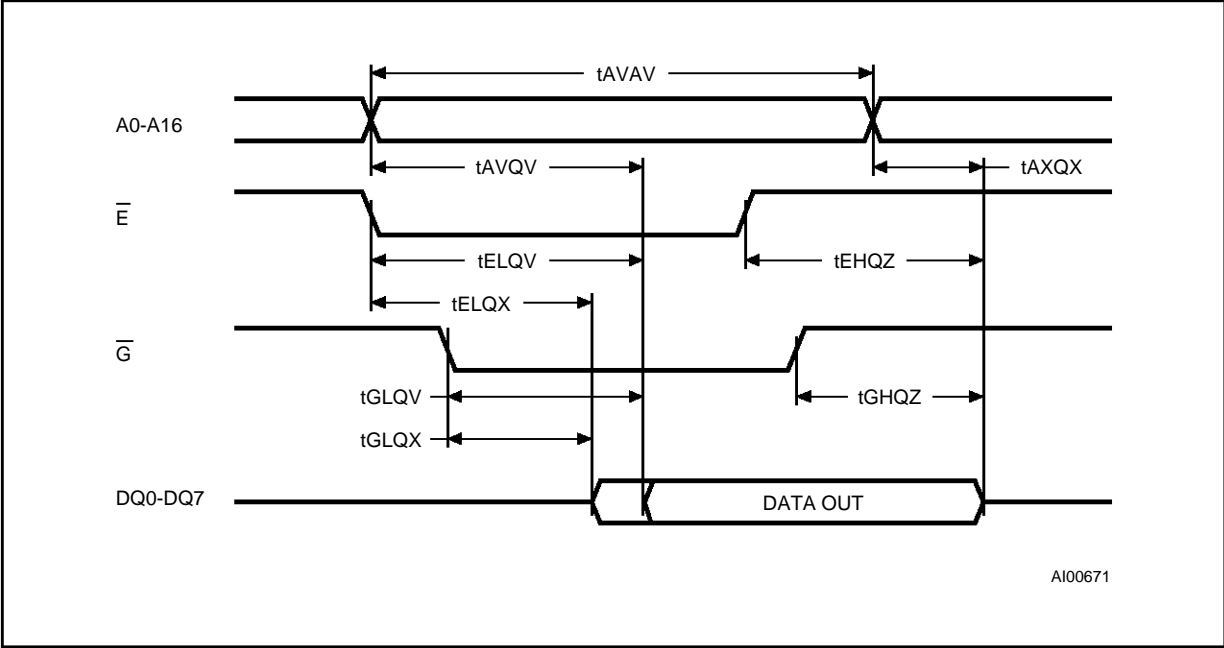 tAVAV
A0-A16
tAVQV
tAXQX
E̅
tELQV
tEHQZ
tELQX
G̅
tGLQV
tGHQZ
tGLQX
DQ0-DQ7
DATA OUT
AI00671